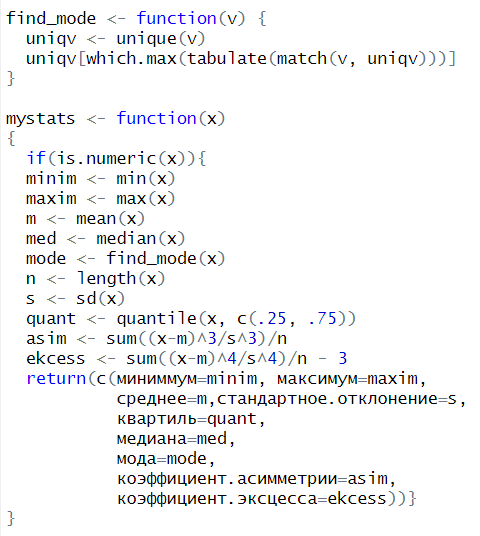 find_mode <- function(v) {
  uniqv <- unique(v)
  uniqv[which.max(tabulate(match(v, uniqv)))]
}

mystats <- function(x)
{
  if(is.numeric(x)){
  minim <- min(x)
  maxim <- max(x)
  m <- mean(x)
  med <- median(x)
  mode <- find_mode(x)
  n <- length(x)
  s <- sd(x)
  quant <- quantile(x, c(.25, .75))
  asim <- sum((x-m)^3/s^3)/n
  ekcess <- sum((x-m)^4/s^4)/n - 3
  return(c(миниммум=minim, максимум=maxim,
           среднее=m,стандартное.отклонение=s,
           квартиль=quant,
           медиана=med,
           мода=mode,
           коэффициент.асимметрии=asim,
           коэффициент.эксцесса=ekcess))}
}